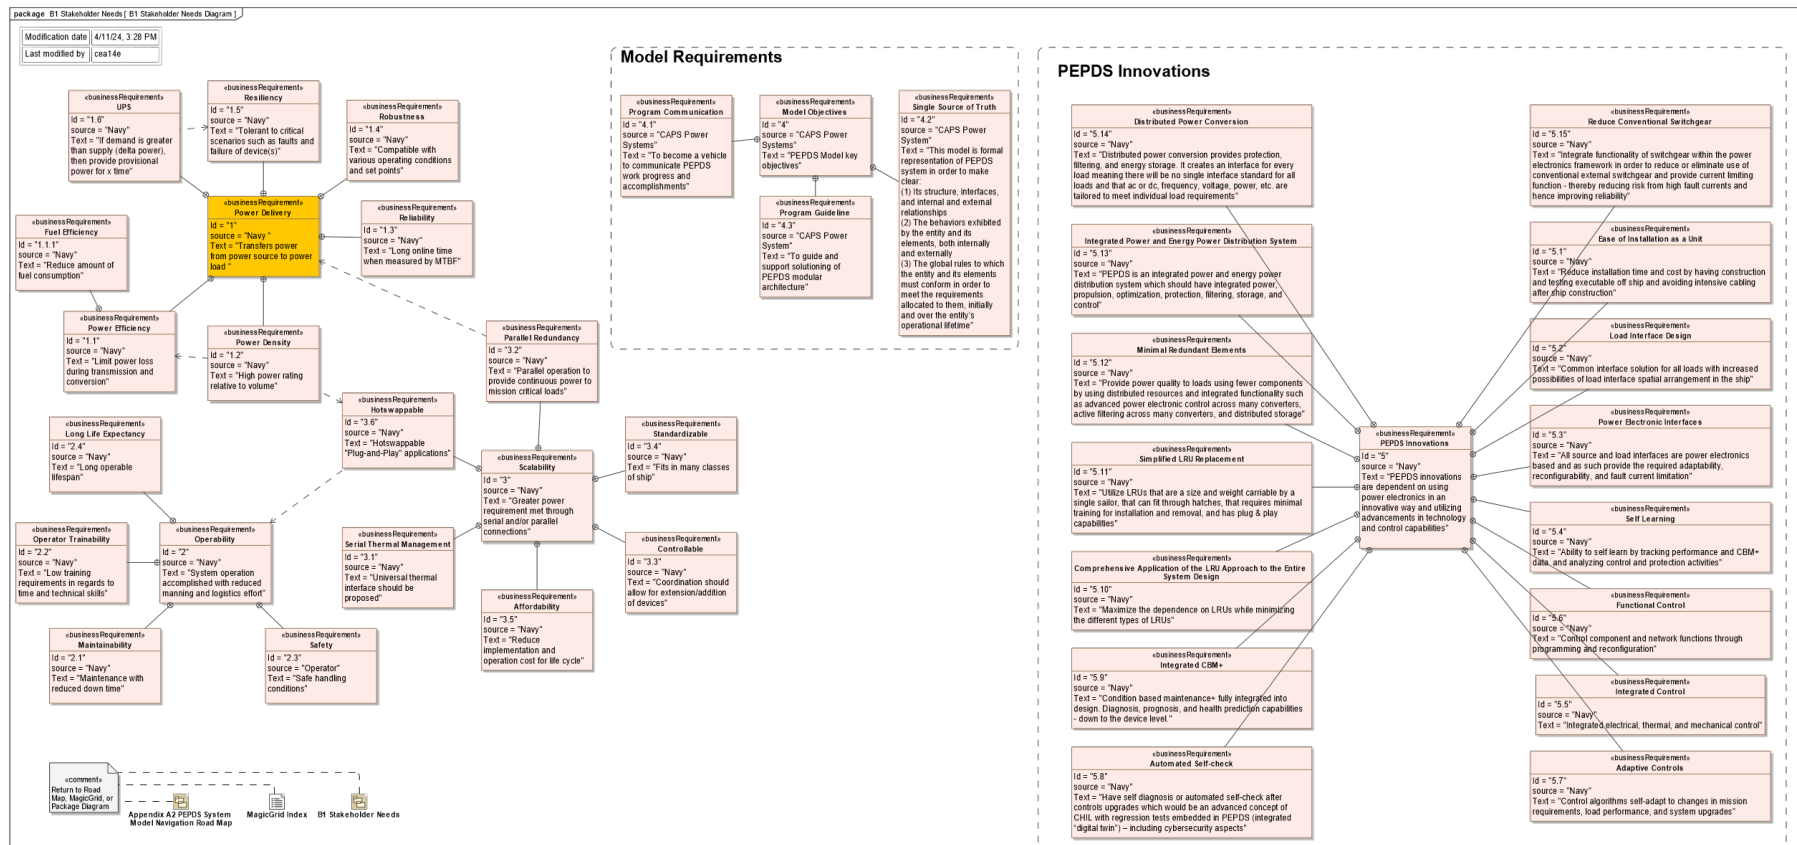 package B1 Stakeholder Needs [ B1 Stakeholder Needs Diagram ]
Modification date 4/11/24, 3:28 PM
Last modified by cea14e
«businessRequirement»
UPS
Id = "1.6"
source = "Navy"
Text = "If demand is greater
than supply (delta power),
then provide provisional
power for x time"
«businessRequirement»
Resiliency
Id = "1.5"
source = "Navy"
Text = "Tolerant to critical
scenarios such as faults and
failure of device(s)"
«businessRequirement»
Robustness
Id = "1.4"
source = "Navy"
Text = "Compatible with
various operating conditions
and set points"
«businessRequirement»
Power Delivery
Id = "1"
source = "Navy "
Text = "Transfers power
from power source to power
load "
«businessRequirement»
Reliability
Id = "1.3"
source = "Navy"
Text = "Long online time
when measured by MTBF"
«businessRequirement»
Fuel Efficiency
Id = "1.1.1"
source = "Navy"
Text = "Reduce amount of
fuel consumption"
«businessRequirement»
Power Efficiency
Id = "1.1"
source = "Navy"
Text = "Limit power loss
during transmission and
conversion"
«businessRequirement»
Power Density
Id = "1.2"
source = "Navy"
Text = "High power rating
relative to volume"
«businessRequirement»
Parallel Redundancy
Id = "3.2"
source = "Navy"
Text = "Parallel operation to
provide continuous power to
mission critical loads"
«businessRequirement»
Hotswappable
Id = "3.6"
source = "Navy"
Text = "Hotswappable
"Plug-and-Play" applications"
«businessRequirement»
Long Life Expectancy
Id = "2.4"
source = "Navy"
Text = "Long operable
lifespan"
«businessRequirement»
Scalability
Id = "3"
source = "Navy"
Text = "Greater power
requirement met through
serial and/or parallel
connections"
«businessRequirement»
Standardizable
Id = "3.4"
source = "Navy"
Text = "Fits in many classes
of ship"
«businessRequirement»
Operator Trainability
Id = "2.2"
source = "Navy"
Text = "Low training
requirements in regards to
time and technical skills"
«businessRequirement»
Operability
Id = "2"
source = "Navy"
Text = "System operation
accomplished with reduced
manning and logistics effort"
«businessRequirement»
Serial Thermal Management
Id = "3.1"
source = "Navy"
Text = "Universal thermal
interface should be
proposed"
«businessRequirement»
Controllable
Id = "3.3"
source = "Navy"
Text = "Coordination should
allow for extension/addition
of devices"
«businessRequirement»
Affordability
Id = "3.5"
source = "Navy"
Text = "Reduce
implementation and
operation cost for life cycle"
«businessRequirement»
Maintainability
Id = "2.1"
source = "Navy"
Text = "Maintenance with
reduced down time"
«businessRequirement»
Safety
Id = "2.3"
source = "Operator"
Text = "Safe handling
conditions"
«comment»
Return to Road
Map, MagicGrid, or
Package Diagram
Appendix A2 PEPDS System
Model Navigation Road Map
MagicGrid Index
B1 Stakeholder Needs
Model Requirements
«businessRequirement»
Program Communication
Id = "4.1"
source = "CAPS Power
Systems"
Text = "To become a vehicle
to communicate PEPDS
work progress and
accomplishments"
«businessRequirement»
Model Objectives
Id = "4"
source = "CAPS Power
Systems"
Text = "PEPDS Model key
objectives"
«businessRequirement»
Program Guideline
Id = "4.3"
source = "CAPS Power
System"
Text = "To guide and
support solutioning of
PEPDS modular
architecture"
«businessRequirement»
Single Source of Truth
Id = "4.2"
source = "CAPS Power
System"
Text = "This model is formal
representation of PEPDS
system in order to make
clear:
(1) Its structure, interfaces,
and internal and external
relationships
(2) The behaviors exhibited
by the entity and its
elements, both internally
and externally
(3) The global rules to which
the entity and its elements
must conform in order to
meet the requirements
allocated to them, initially
and over the entity's
operational lifetime"
PEPDS Innovations
«businessRequirement»
Distributed Power Conversion
Id = "5.14"
source = "Navy"
Text = "Distributed power conversion provides protection,
filtering, and energy storage. It creates an interface for every
load meaning there will be no single interface standard for all
loads and that ac or dc, frequency, voltage, power, etc. are
tailored to meet individual load requirements"
«businessRequirement»
Integrated Power and Energy Power Distribution System
Id = "5.13"
source = "Navy"
Text = "PEPDS is an integrated power and energy power
distribution system which should have integrated power,
propulsion, optimization, protection, filtering, storage, and
control"
«businessRequirement»
Minimal Redundant Elements
Id = "5.12"
source = "Navy"
Text = "Provide power quality to loads using fewer components
by using distributed resources and integrated functionality such
as advanced power electronic control across many converters,
active filtering across many converters, and distributed storage"
«businessRequirement»
Simplified LRU Replacement
Id = "5.11"
source = "Navy"
Text = "Utilize LRUs that are a size and weight carriable by a
single sailor, that can fit through hatches, that requires minimal
training for installation and removal, and has plug & play
capabilities"
«businessRequirement»
Comprehensive Application of the LRU Approach to the Entire
System Design
Id = "5.10"
source = "Navy"
Text = "Maximize the dependence on LRUs while minimizing
the different types of LRUs"
«businessRequirement»
Integrated CBM+
Id = "5.9"
source = "Navy"
Text = "Condition based maintenance+ fully integrated into
design. Diagnosis, prognosis, and health prediction capabilities
- down to the device level."
«businessRequirement»
Automated Self-check
Id = "5.8"
source = "Navy"
Text = "Have self diagnosis or automated self-check after
controls upgrades which would be an advanced concept of
CHIL with regression tests embedded in PEPDS (integrated
"digital twin") – including cybersecurity aspects"
«businessRequirement»
PEPDS Innovations
Id = "5"
source = "Navy"
Text = "PEPDS innovations
are dependent on using
power electronics in an
innovative way and utilizing
advancements in technology
and control capabilities"
«businessRequirement»
Reduce Conventional Switchgear
Id = "5.15"
source = "Navy"
Text = "Integrate functionality of switchgear within the power
electronics framework in order to reduce or eliminate use of
conventional external switchgear and provide current limiting
function - thereby reducing risk from high fault currents and
hence improving reliability"
«businessRequirement»
Ease of Installation as a Unit
Id = "5.1"
source = "Navy"
Text = "Reduce installation time and cost by having construction
and testing executable off ship and avoiding intensive cabling
after ship construction"
«businessRequirement»
Load Interface Design
Id = "5.2"
source = "Navy"
Text = "Common interface solution for all loads with increased
possibilities of load interface spatial arrangement in the ship"
«businessRequirement»
Power Electronic Interfaces
Id = "5.3"
source = "Navy"
Text = "All source and load interfaces are power electronics
based and as such provide the required adaptability,
reconfigurability, and fault current limitation"
«businessRequirement»
Self Learning
Id = "5.4"
source = "Navy"
Text = "Ability to self learn by tracking performance and CBM+
data, and analyzing control and protection activities"
«businessRequirement»
Functional Control
Id = "5.6"
source = "Navy"
Text = "Control component and network functions through
programming and reconfiguration"
«businessRequirement»
Integrated Control
Id = "5.5"
source = "Navy"
Text = "Integrated electrical, thermal, and mechanical control"
«businessRequirement»
Adaptive Controls
Id = "5.7"
source = "Navy"
Text = "Control algorithms self-adapt to changes in mission
requirements, load performance, and system upgrades"